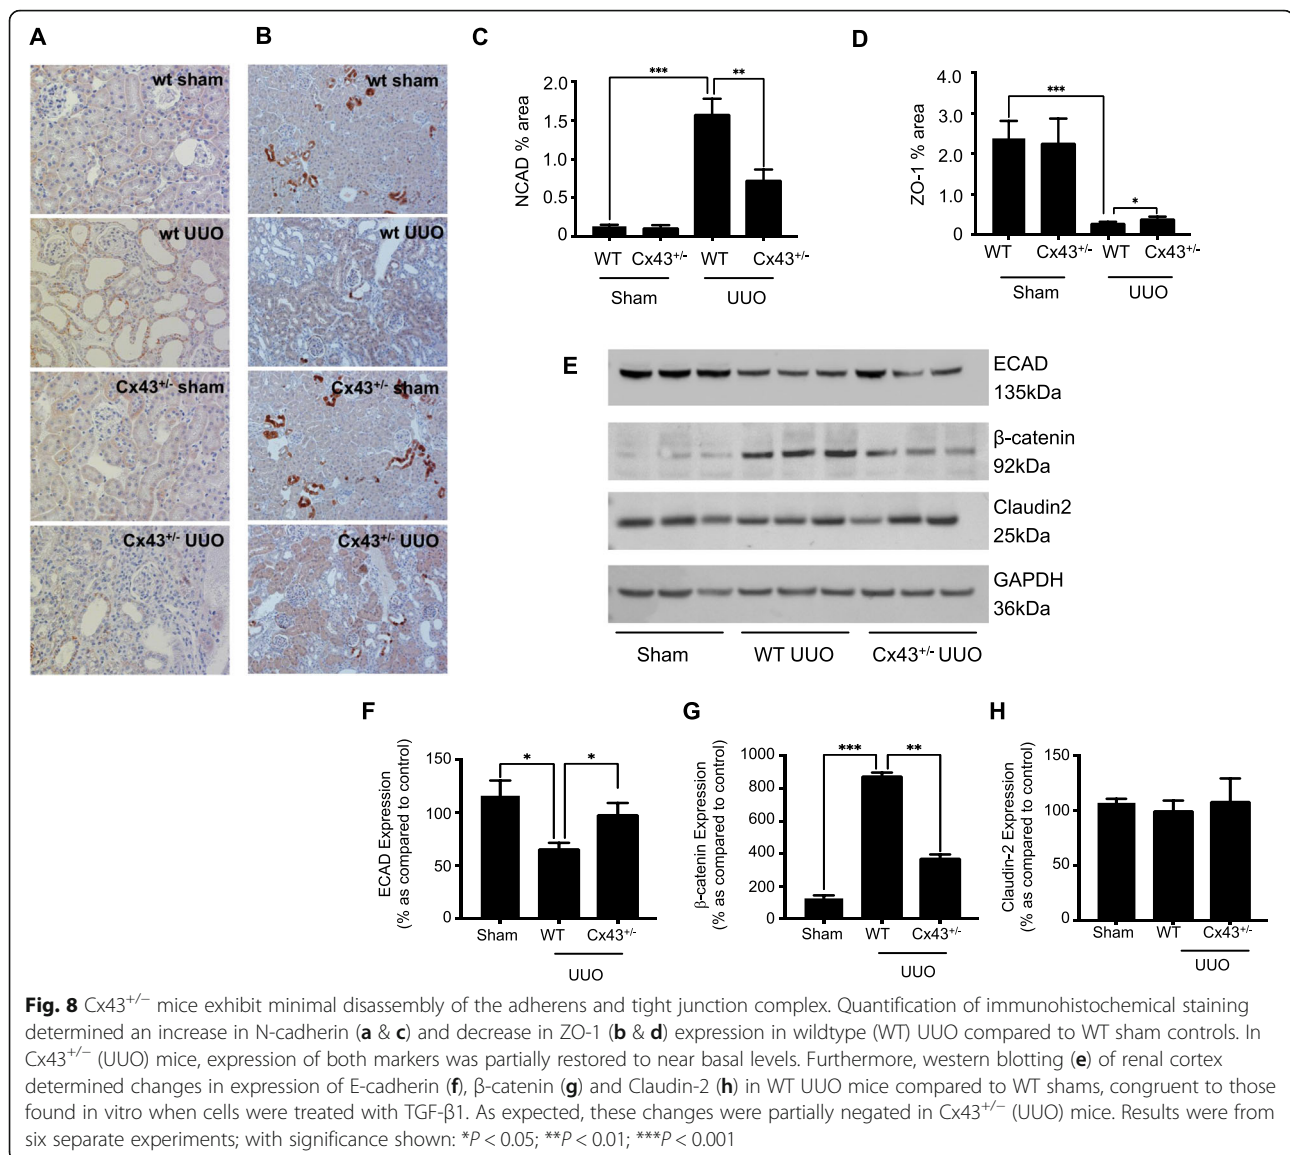 A
B
wt sham
wt UUO
Cx43+/- sham
Cx43+/- UUO
wt sham
wt UUO
Cx43+/- sham
Cx43+/- UUO
C
NCAD % area
2.0
1.5
1.0
0.5
0
***
**
WT Cx43+/- WT Cx43+/-
Sham UUO
D
ZO-1 % area
4.0
3.0
2.0
1.0
0
***
*
WT Cx43+/- WT Cx43+/-
Sham UUO
E
ECAD
135kDa
β-catenin
92kDa
Claudin2
25kDa
GAPDH
36kDa
Sham WT UUO Cx43+/- UUO
F
ECAD Expression
(% as compared to control)
150
100
50
0
* *
Sham WT Cx43+/-
UUO
G
β-catenin Expression
(% as compared to control)
1000
800
600
400
200
0
*** **
Sham WT Cx43+/-
UUO
H
Claudin-2 Expression
(% as compared to control)
150
100
50
0
Sham WT Cx43+/-
UUO
Fig. 8 Cx43+/− mice exhibit minimal disassembly of the adherens and tight junction complex. Quantification of immunohistochemical staining
determined an increase in N-cadherin (a & c) and decrease in ZO-1 (b & d) expression in wildtype (WT) UUO compared to WT sham controls. In
Cx43+/− (UUO) mice, expression of both markers was partially restored to near basal levels. Furthermore, western blotting (e) of renal cortex
determined changes in expression of E-cadherin (f), β-catenin (g) and Claudin-2 (h) in WT UUO mice compared to WT shams, congruent to those
found in vitro when cells were treated with TGF-β1. As expected, these changes were partially negated in Cx43+/− (UUO) mice. Results were from
six separate experiments; with significance shown: *P < 0.05; **P < 0.01; ***P < 0.001